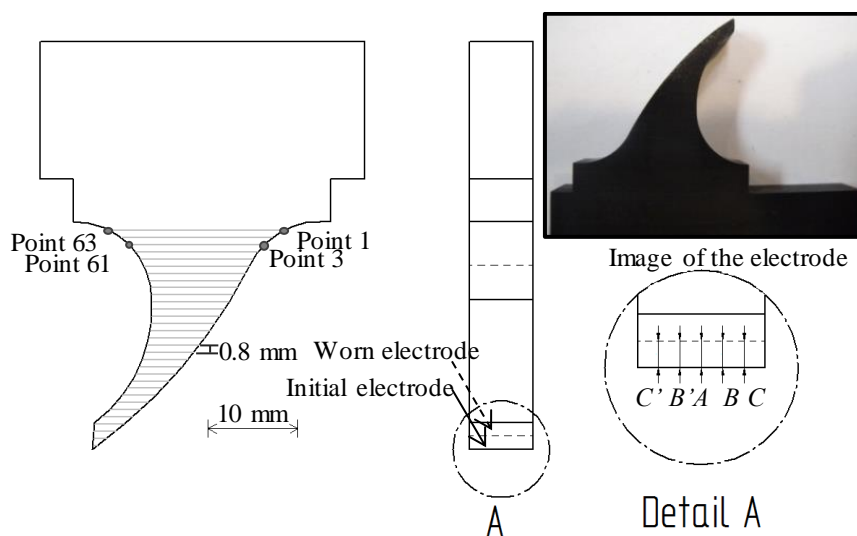 Point 63
Point 61
Point 1
Point 3
0.8 mm
Worn electrode
Initial electrode
10 mm
A
Image of the electrode
C' B' A B C
Detail A